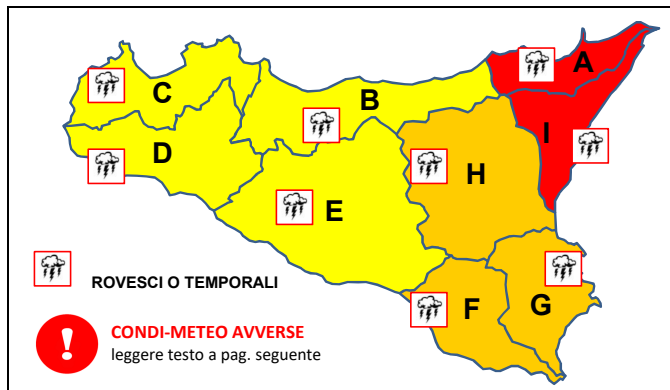 A
C
B
I
D
H
E
ROVESCI O TEMPORALI
F
G
CONDI-METEO AVVERSE
leggere testo a pag. seguente